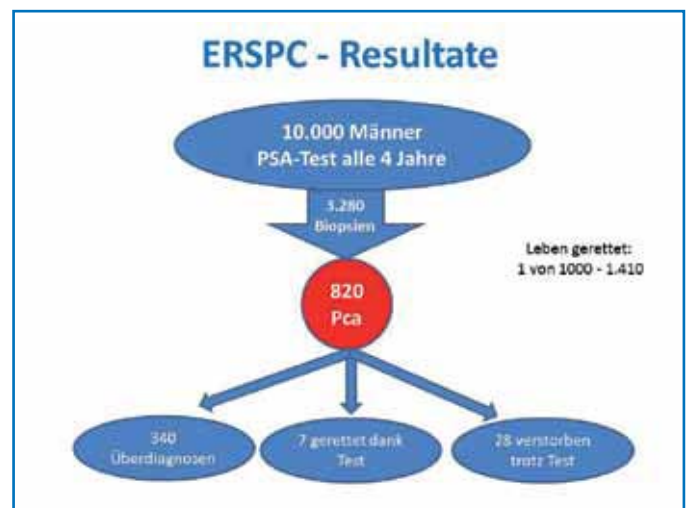 ERSPC - Resultate
10.000 Männer
PSA-Test alle 4 Jahre
3.280
Biopsien
Leben gerettet:
1 von 1000 - 1.410
820
Pca
340
Überdiagnosen
7 gerettet dank
Test
28 verstorben
trotz Test